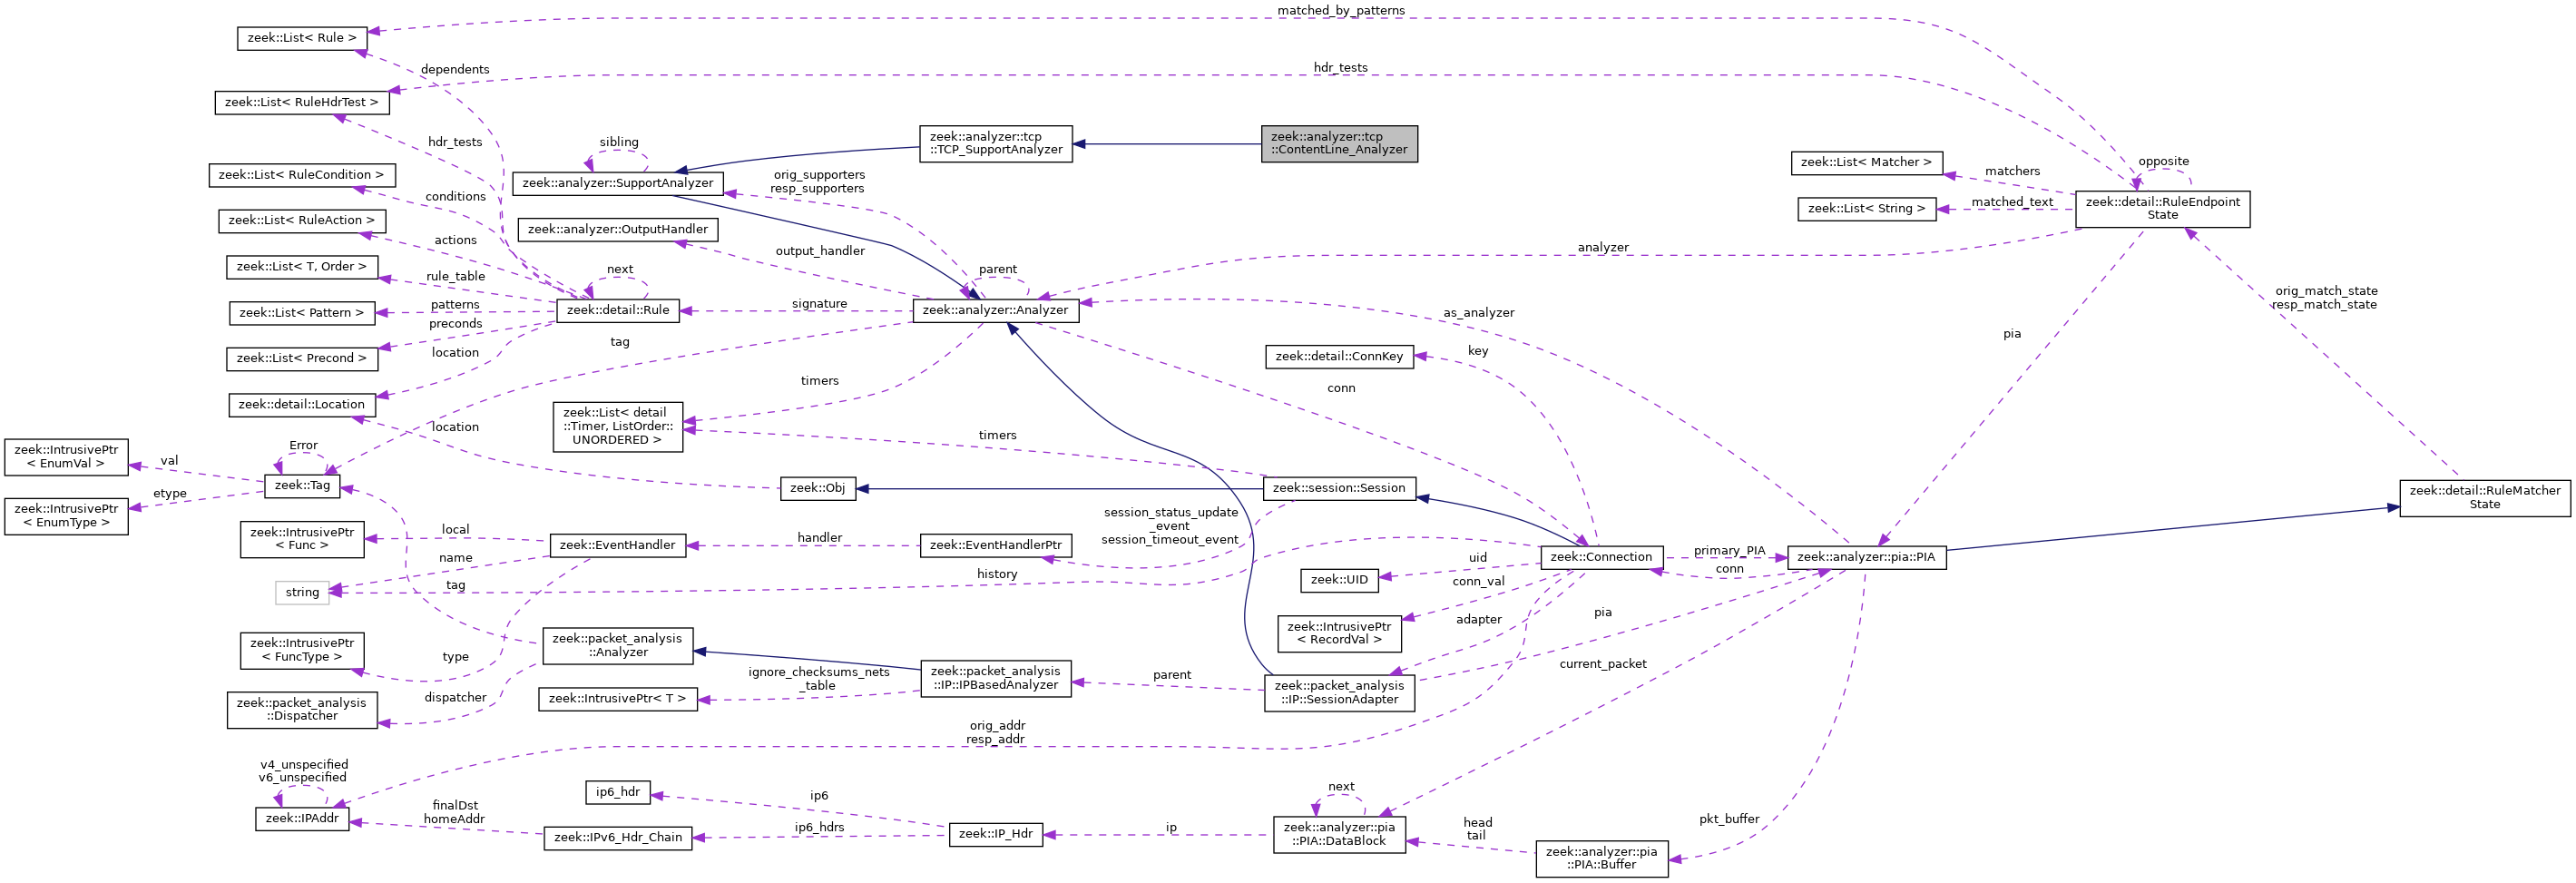 matched_by_patterns
zeek::List< Rule >
dependents
hdr_tests
zeek::List< RuleHdrTest >
hdr_tests
sibling
zeek::analyzer::tcp
::TCP_SupportAnalyzer
zeek::analyzer::tcp
::ContentLine_Analyzer
zeek::List< Matcher >
opposite
matchers
zeek::List< RuleCondition >
conditions
zeek::analyzer::SupportAnalyzer
orig_supporters
resp_supporters
zeek::List< String >
matched_text
zeek::detail::RuleEndpoint
State
zeek::List< RuleAction >
actions
zeek::analyzer::OutputHandler
output_handler
analyzer
zeek::List< T, Order >
rule_table
next
parent
zeek::List< Pattern >
patterns
zeek::detail::Rule
signature
zeek::analyzer::Analyzer
as_analyzer
orig_match_state
resp_match_state
preconds
pia
zeek::List< Precond >
location
tag
zeek::detail::ConnKey
key
timers
conn
zeek::detail::Location
location
zeek::List< detail
::Timer, ListOrder::
UNORDERED >
timers
zeek::IntrusivePtr
< EnumVal >
val
Error
zeek::Tag
etype
zeek::IntrusivePtr
< EnumType >
zeek::Obj
zeek::session::Session
zeek::detail::RuleMatcher
State
session_status_update
_event
session_timeout_event
zeek::IntrusivePtr
< Func >
local
zeek::EventHandler
handler
zeek::EventHandlerPtr
zeek::Connection
primary_PIA
conn
zeek::analyzer::pia::PIA
name
tag
string
history
uid
zeek::UID
conn_val
zeek::IntrusivePtr
< RecordVal >
adapter
pia
zeek::IntrusivePtr
< FuncType >
type
zeek::packet_analysis
::Analyzer
current_packet
ignore_checksums_nets
_table
zeek::packet_analysis
::IP::IPBasedAnalyzer
parent
zeek::packet_analysis
::IP::SessionAdapter
zeek::packet_analysis
::Dispatcher
dispatcher
zeek::IntrusivePtr< T >
orig_addr
resp_addr
v4_unspecified
v6_unspecified
zeek::IPAddr
finalDst
homeAddr
ip6_hdr
ip6
zeek::IPv6_Hdr_Chain
ip6_hdrs
zeek::IP_Hdr
ip
next
zeek::analyzer::pia
::PIA::DataBlock
head
tail
zeek::analyzer::pia
::PIA::Buffer
pkt_buffer